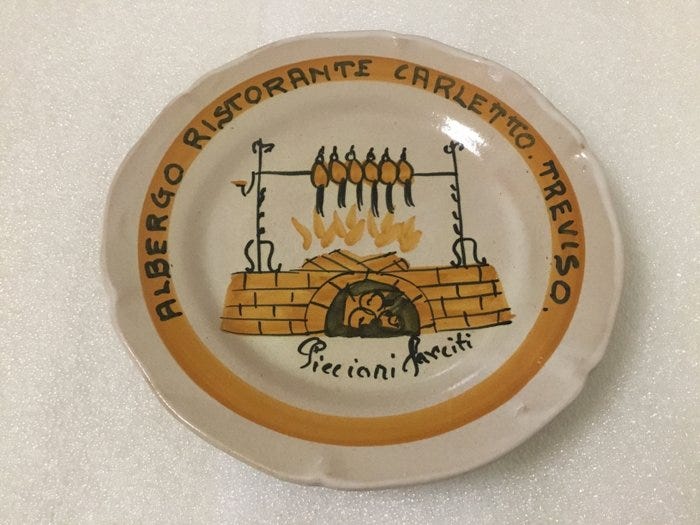 ALBERGO RISTORANTE CARLETTO. TREVISO.
Piccioni farciti